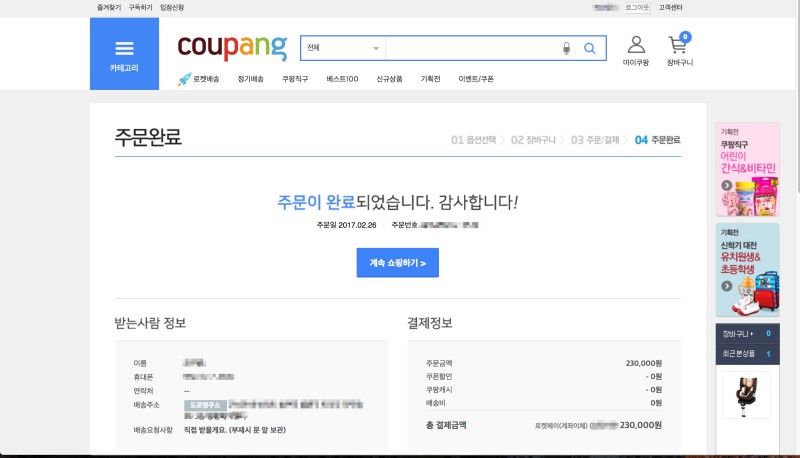 즐겨찾기 구독하기 입점신청
로그아웃 고객센터
카테고리
coupang
전체
마이쿠팡
0
장바구니
로켓배송 정기배송 쿠팡직구 베스트100 신규상품 기획전 이벤트/쿠폰
주문완료
01 옵션선택 > 02 장바구니 > 03 주문/결제 > 04 주문완료
주문이 완료되었습니다. 감사합니다!
주문일 2017.02.26 주문번호
계속 쇼핑하기 >
받는사람 정보
이름
휴대폰
연락처 --
배송주소 도로명주소
배송요청사항 직접 받을게요. (부재시 문 앞 보관)
결제정보
주문금액 230,000원
쿠폰할인 - 0원
쿠팡캐시 - 0원
배송비 0원
총 결제금액 로켓페이(계좌이체) 230,000원
기획전
쿠팡직구
어린이
간식&비타민
기획전
신학기 대전
유치원생&
초등학생
장바구니 0
최근본상품 1